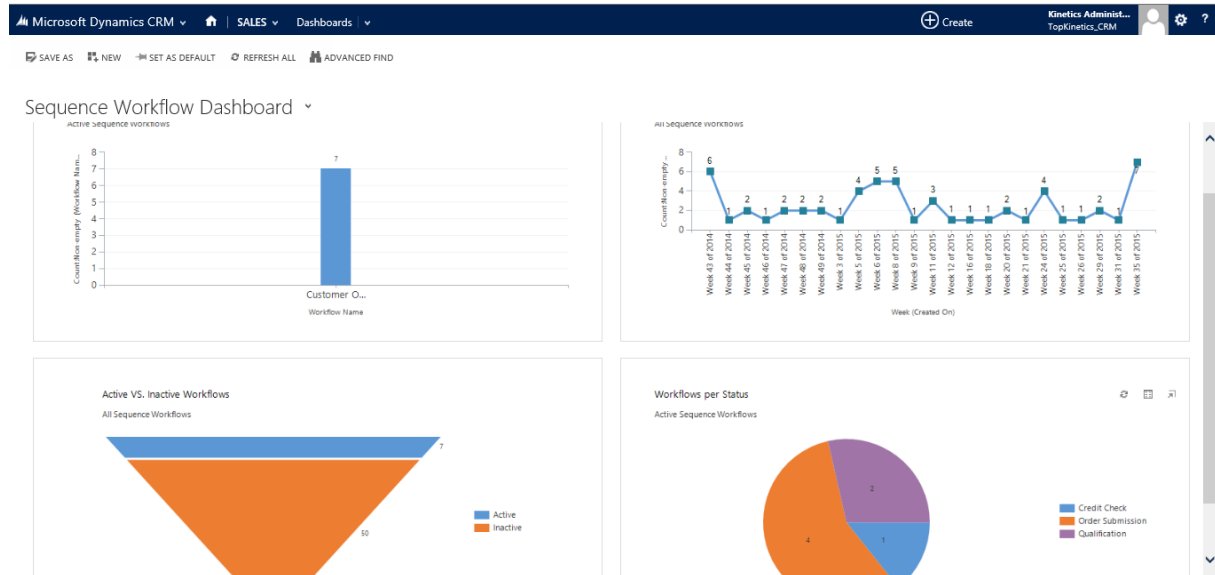 Microsoft Dynamics CRM SALES Dashboards Create Kinetics Administ... TopKinetics_CRM ?
SAVE AS NEW SET AS DEFAULT REFRESH ALL ADVANCED FIND
Sequence Workflow Dashboard
Active Sequence Workflows
Count:Non-empty (Workflow Nam...
8
7
6
5
4
3
2
1
0
7
Customer O...
Workflow Name
All Sequence Workflows
Count:Non-empty ...
8
6
4
2
0
6 1 2 1 2 2 2 1 4 5 5 1 3 1 1 1 2 1 4 1 1 2 1 7
Week 43 of 2014
Week 44 of 2014
Week 45 of 2014
Week 46 of 2014
Week 47 of 2014
Week 48 of 2014
Week 49 of 2014
Week 3 of 2015
Week 5 of 2015
Week 6 of 2015
Week 8 of 2015
Week 9 of 2015
Week 11 of 2015
Week 12 of 2015
Week 16 of 2015
Week 18 of 2015
Week 20 of 2015
Week 21 of 2015
Week 24 of 2015
Week 25 of 2015
Week 26 of 2015
Week 29 of 2015
Week 31 of 2015
Week 35 of 2015
Week (Created On)
Active VS. Inactive Workflows
All Sequence Workflows
7
50
Active
Inactive
Workflows per Status
Active Sequence Workflows
2
4
1
Credit Check
Order Submission
Qualification